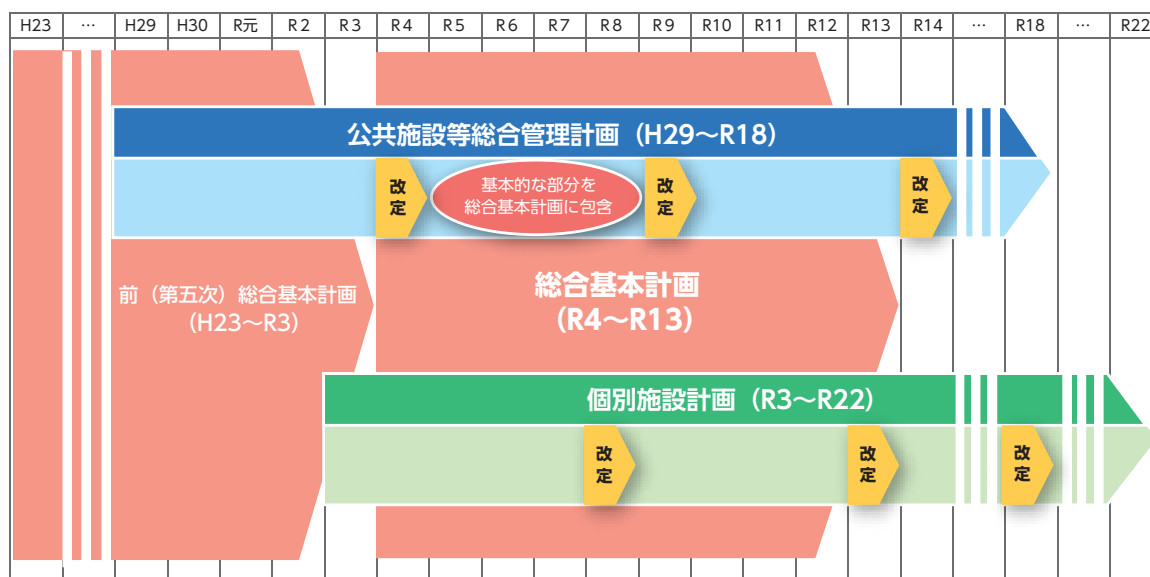 H23 … H29 H30 R元 R2 R3 R4 R5 R6 R7 R8 R9 R10 R11 R12 R13 R14 … R18 … R22
公共施設等総合管理計画（H29～R18）
改定
基本的な部分を
総合基本計画に包含
改定
改定
前（第五次）総合基本計画
（H23～R3）
総合基本計画
（R4～R13）
個別施設計画（R3～R22）
改定
改定
改定